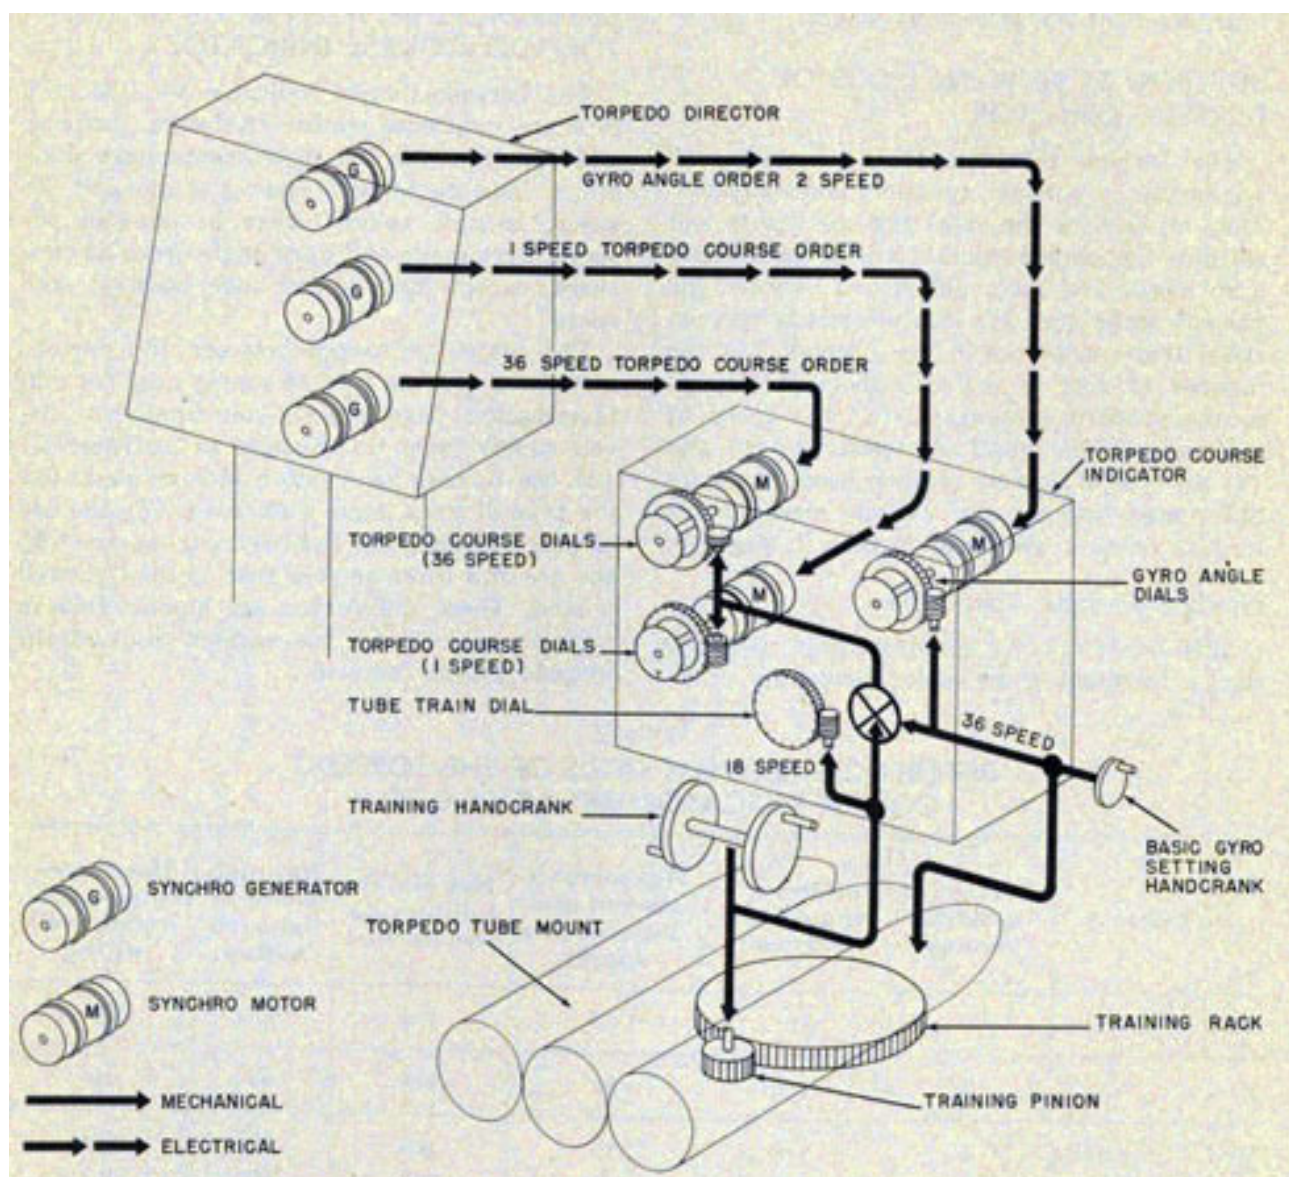 TORPEDO DIRECTOR
G
GYRO ANGLE ORDER 2 SPEED
1 SPEED TORPEDO COURSE ORDER
G
36 SPEED TORPEDO COURSE ORDER
G
TORPEDO COURSE
INDICATOR
M
TORPEDO COURSE DIALS
(36 SPEED)
M
GYRO ANGLE
DIALS
M
TORPEDO COURSE DIALS
(1 SPEED)
TUBE TRAIN DIAL
36 SPEED
18 SPEED
TRAINING HANDCRANK
BASIC GYRO
SETTING
HANDCRANK
G
SYNCHRO GENERATOR
TORPEDO TUBE MOUNT
M
SYNCHRO MOTOR
TRAINING RACK
TRAINING PINION
MECHANICAL
ELECTRICAL